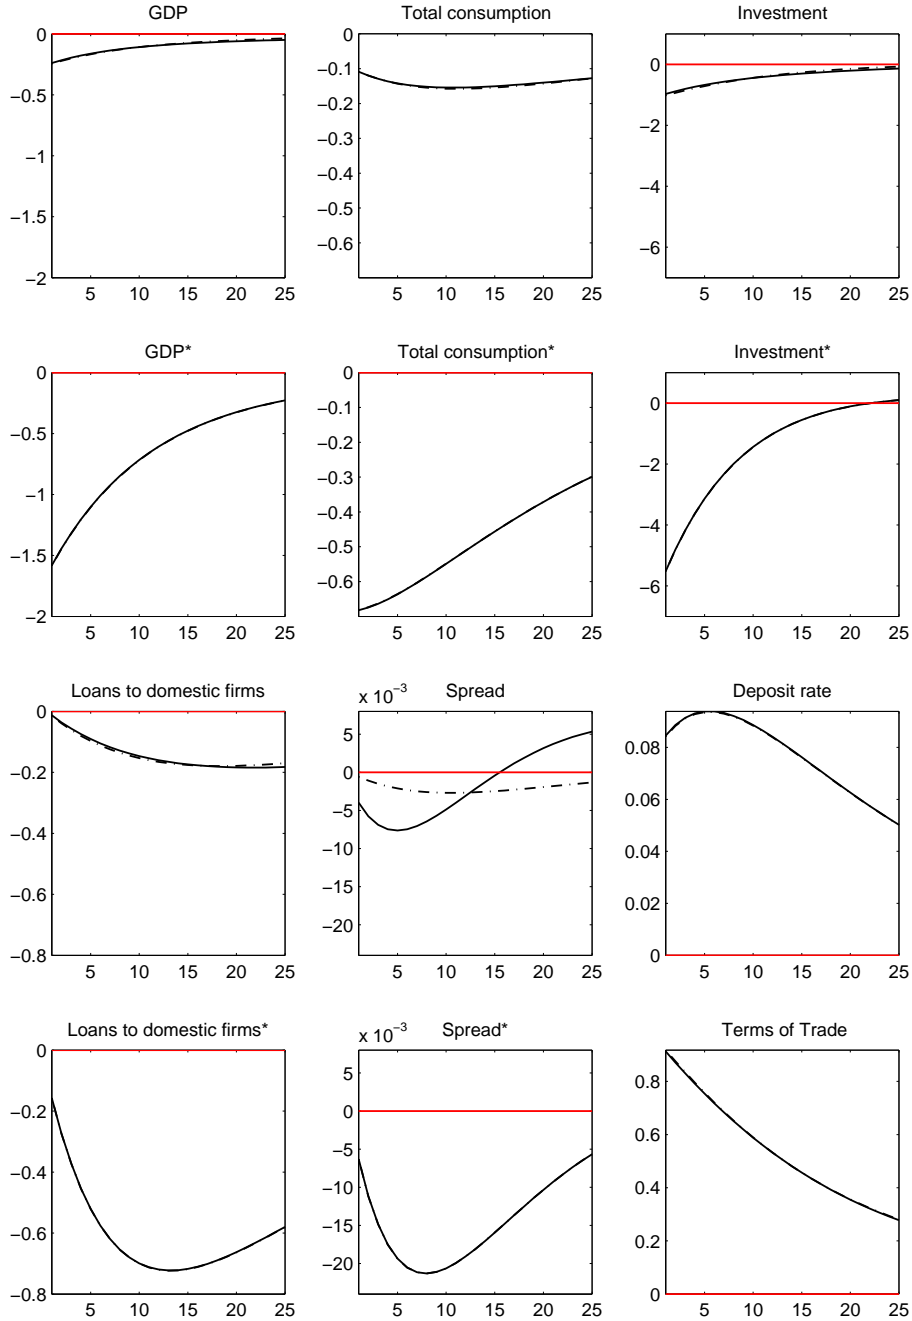 GDP Total consumption Investment
0 0
−0.5 −0.1 0
−0.2
−1 −0.3 −2
−0.4
−1.5 −0.5 −4
−0.6 −6
−2
5 10 15 20 25 5 10 15 20 25 5 10 15 20 25
GDP* Total consumption* Investment*
0 0
−0.5 −0.1 0
−0.2
−1 −0.3 −2
−0.4
−1.5 −0.5 −4
−0.6 −6
−2
5 10 15 20 25 5 10 15 20 25 5 10 15 20 25
Loans to domestic firms x 10−3 Spread Deposit rate
0 5 0.08
−0.2 0 0.06
−0.4 −5
−10 0.04
−0.6 −15 0.02
−20
−0.8 0
5 10 15 20 25 5 10 15 20 25 5 10 15 20 25
Loans to domestic firms* x 10−3 Spread* Terms of Trade
0 5 0.8
−0.2 0 0.6
−0.4 −5
−10 0.4
−0.6 −15 0.2
−20
−0.8 0
5 10 15 20 25 5 10 15 20 25 5 10 15 20 25